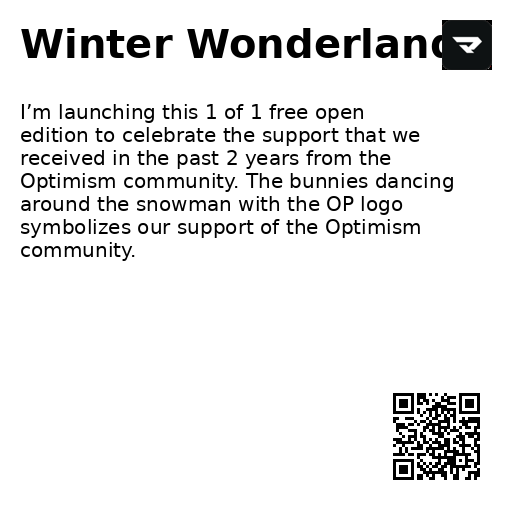 Winter Wonderland
I’m launching this 1 of 1 free open
edition to celebrate the support that we
received in the past 2 years from the
Optimism community. The bunnies dancing
around the snowman with the OP logo
symbolizes our support of the Optimism
community.